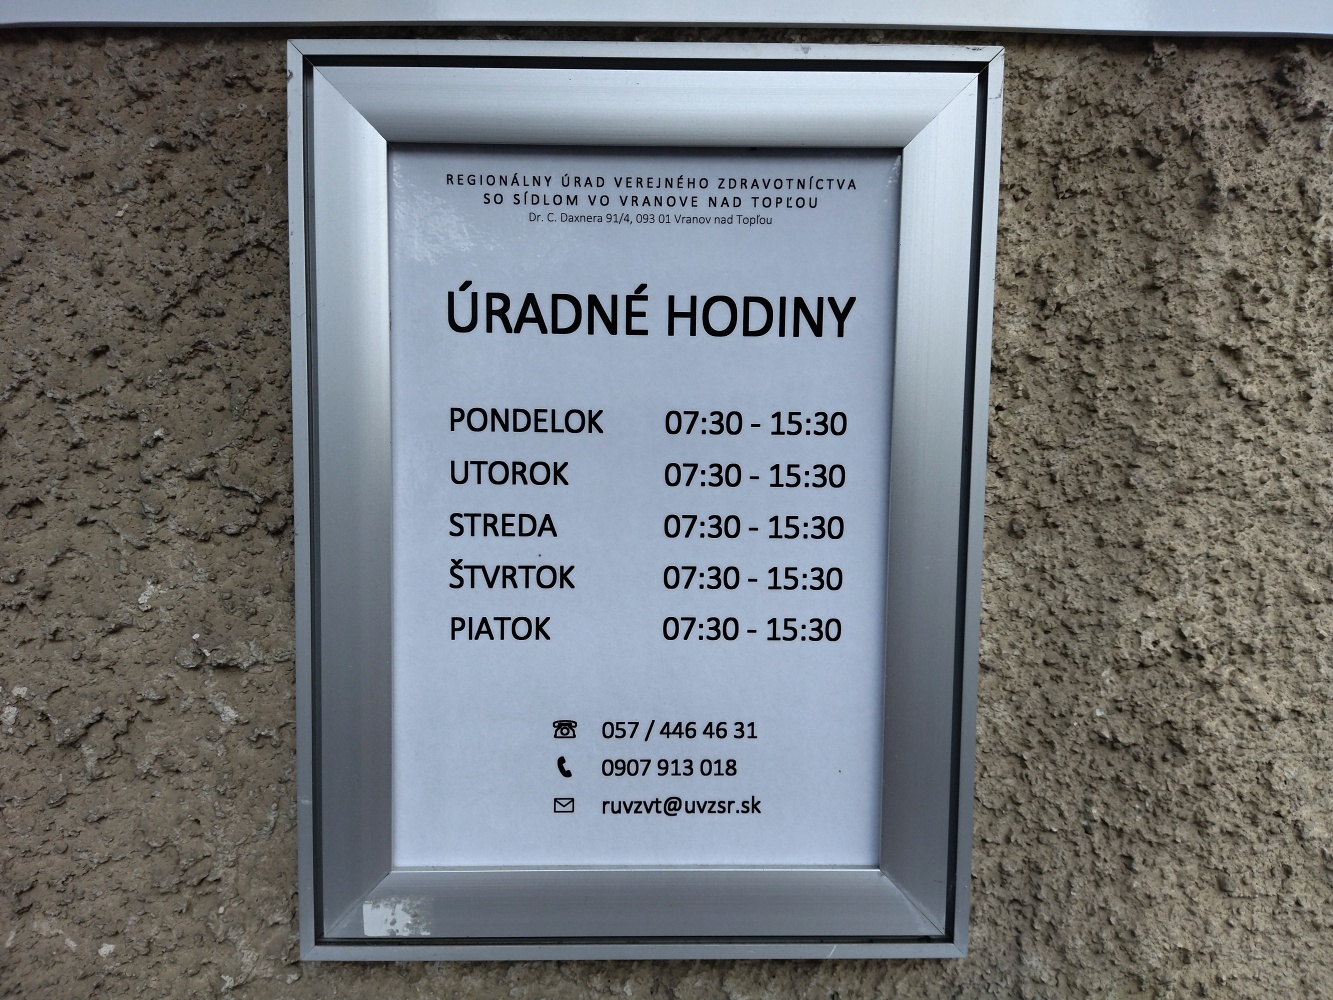 REGIONÁLNY ÚRAD VEREJNÉHO ZDRAVOTNÍCTVA
SO SÍDLOM VO VRANOVE NAD TOPĽOU
Dr. C. Daxnera 91/4, 093 01 Vranov nad Topľou
ÚRADNÉ HODINY
PONDELOK 07:30 - 15:30
UTOROK 07:30 - 15:30
STREDA 07:30 - 15:30
ŠTVRTOK 07:30 - 15:30
PIATOK 07:30 - 15:30
057 / 446 46 31
0907 913 018
ruvzvt@uvzsr.sk